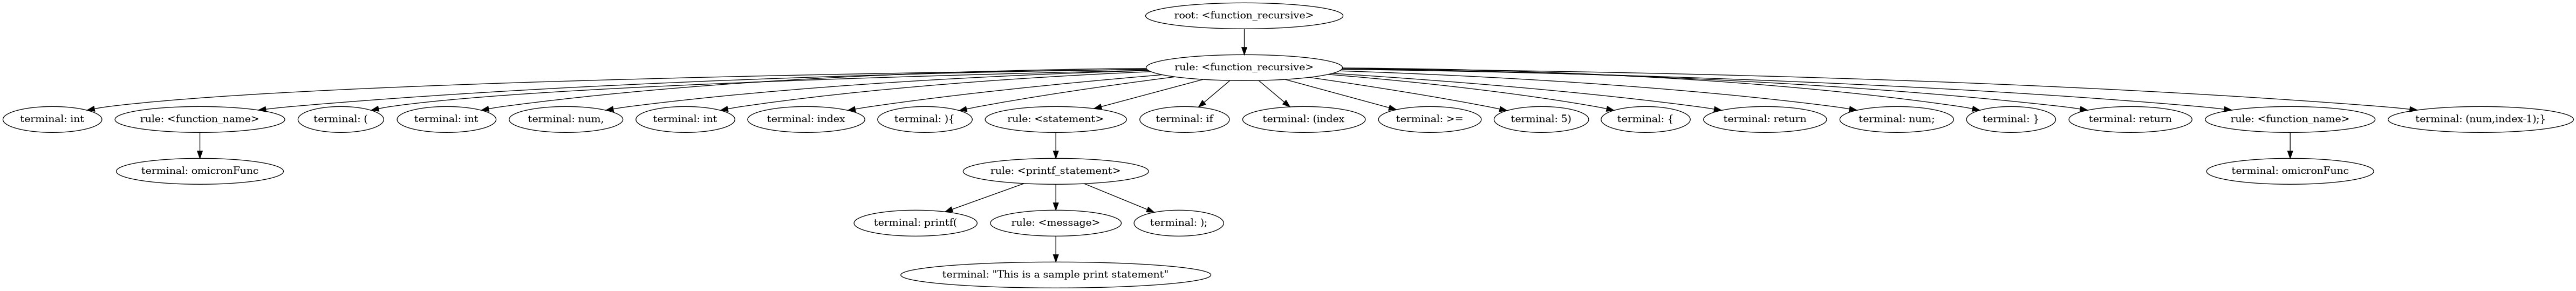 root: <function_recursive>
rule: <function_recursive>
terminal: int
rule: <function_name>
terminal: (
terminal: int
terminal: num,
terminal: int
terminal: index
terminal: ){
rule: <statement>
terminal: if
terminal: (index
terminal: >=
terminal: 5)
terminal: {
terminal: return
terminal: num;
terminal: }
terminal: return
rule: <function_name>
terminal: (num,index-1);}
terminal: omicronFunc
rule: <printf_statement>
terminal: omicronFunc
terminal: printf(
rule: <message>
terminal: );
terminal: "This is a sample print statement"